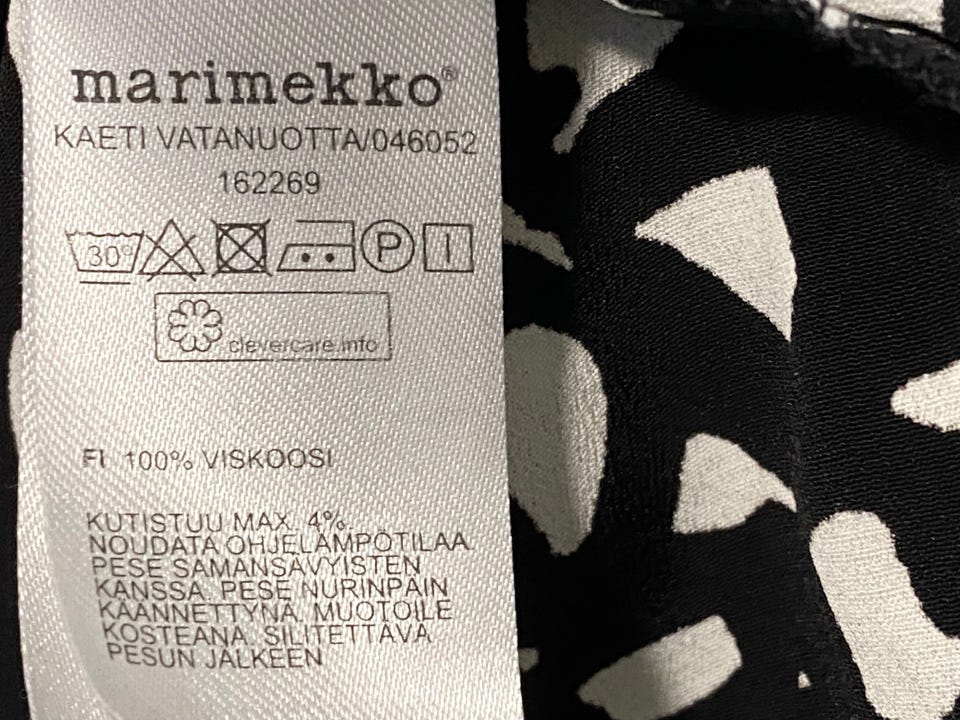 marimekko®
KAETI VATANUOTTA/046052
162269
30° P I
clevercare.info
FI 100% VISKOOSI
KUTISTUU MAX. 4%.
NOUDATA OHJELÄMPÖTILAA.
PESE SAMANSÄVYISTEN
KANSSA. PESE NURINPÄIN
KÄÄNNETTYNÄ. MUOTOILE
KOSTEANA. SILITETTÄVÄ
PESUN JÄLKEEN